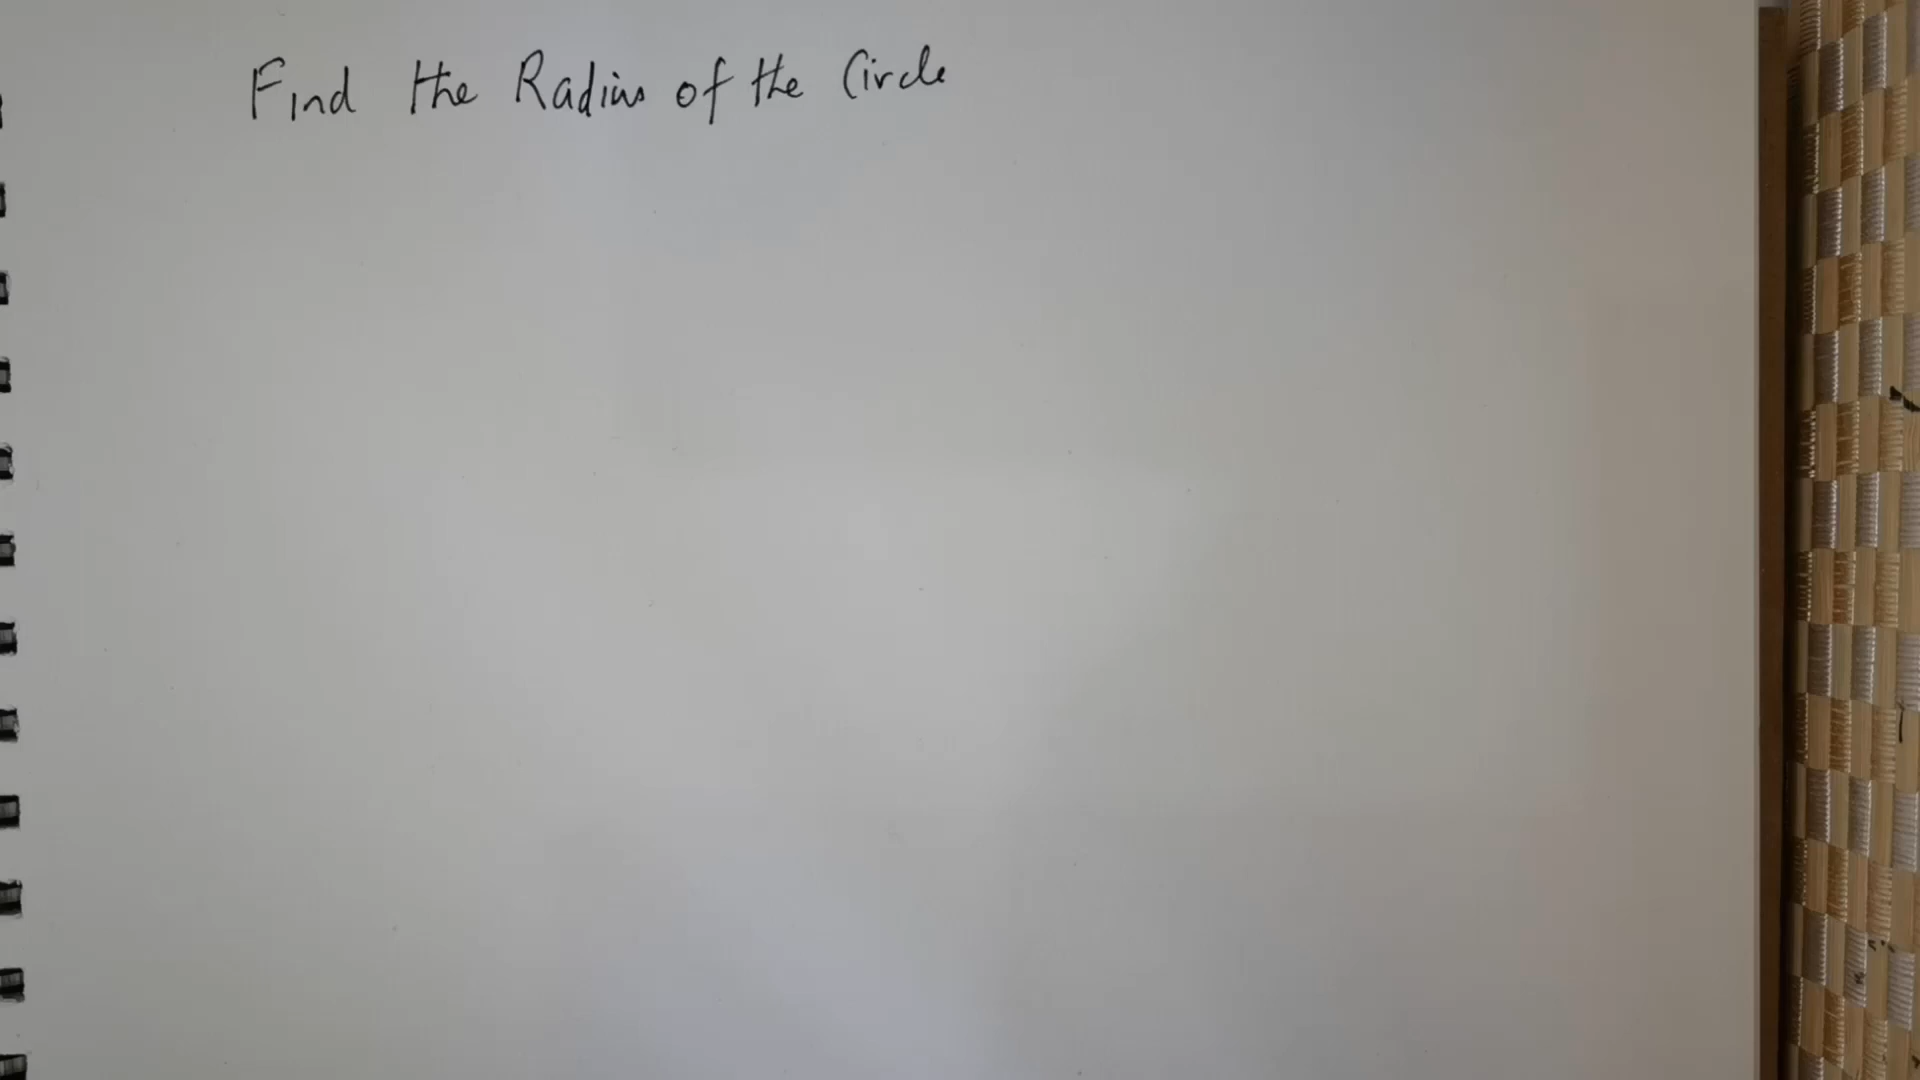 Find the Radius of the Circle